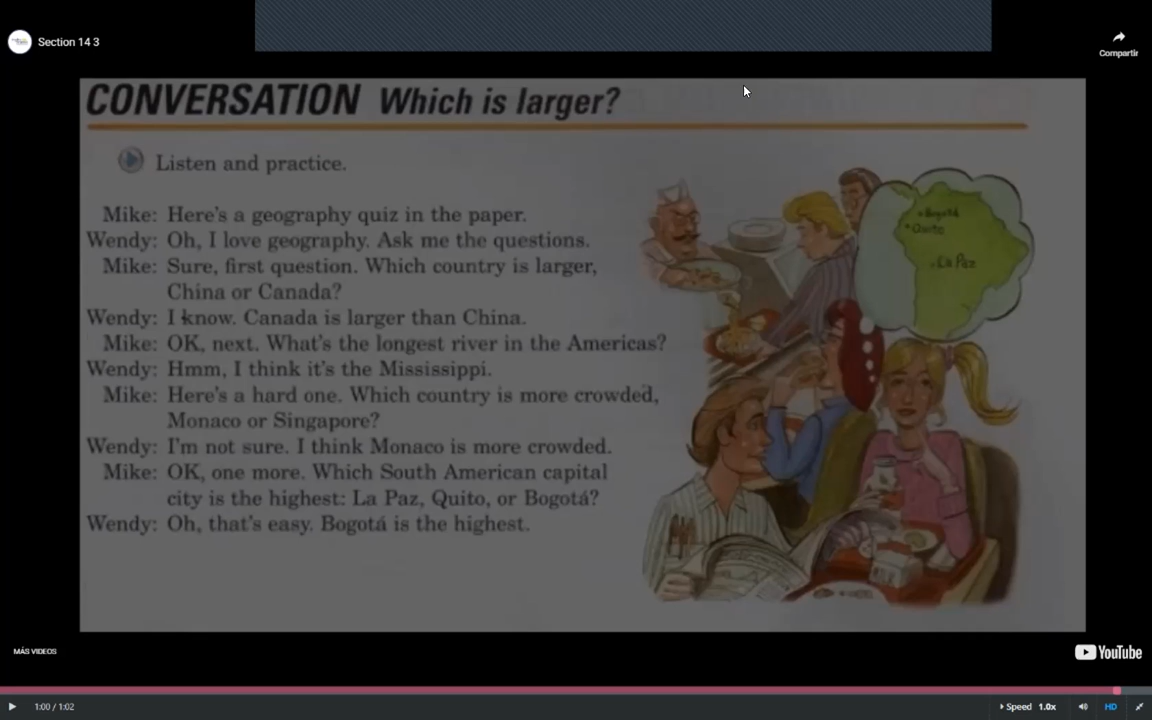 Section 14 3
Compartir
CONVERSATION Which is larger?
Listen and practice.
Mike: Here's a geography quiz in the paper.
Wendy: Oh, I love geography. Ask me the questions.
Mike: Sure, first question. Which country is larger,
China or Canada?
Wendy: I know. Canada is larger than China.
Mike: OK, next. What's the longest river in the Americas?
Wendy: Hmm, I think it's the Mississippi.
Mike: Here's a hard one. Which country is more crowded,
Monaco or Singapore?
Wendy: I'm not sure. I think Monaco is more crowded.
Mike: OK, one more. Which South American capital
city is the highest: La Paz, Quito, or Bogotá?
Wendy: Oh, that's easy. Bogotá is the highest.
Bogotá
Quito
La Paz
MÁS VIDEOS
YouTube
1:00 / 1:02
Speed 1.0x
HD